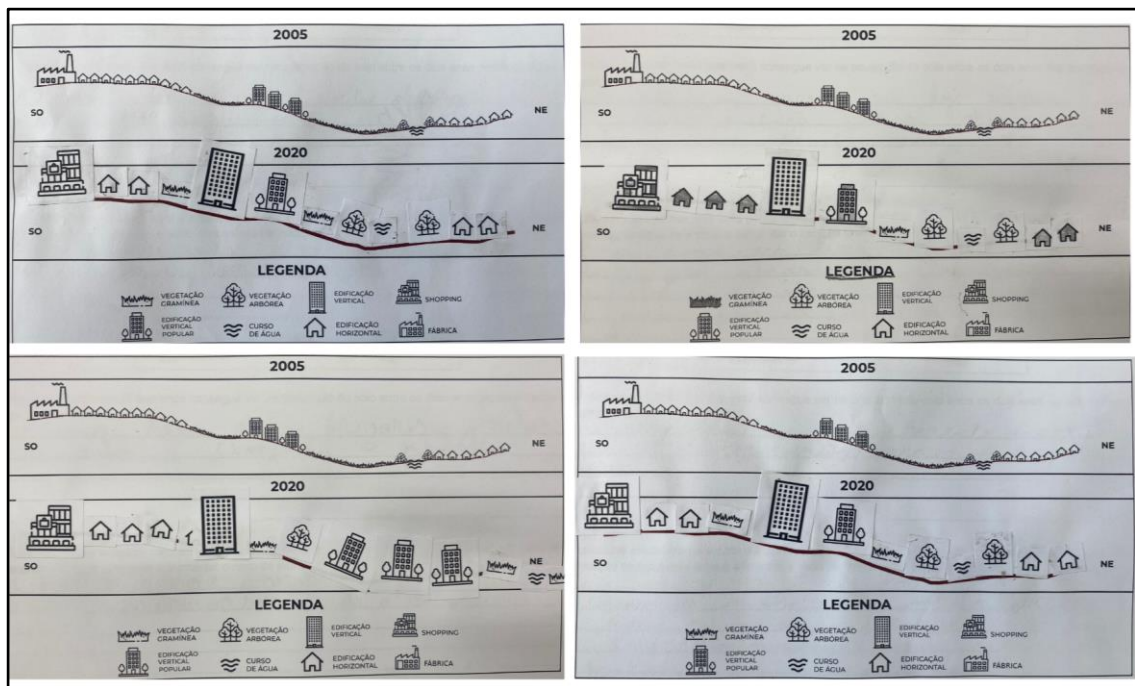 2005
SO
NE
2020
SO
NE
LEGENDA
VEGETAÇÃO GRAMÍNEA
VEGETAÇÃO ARBÓREA
EDIFICAÇÃO VERTICAL
SHOPPING
EDIFICAÇÃO VERTICAL POPULAR
CURSO DE ÁGUA
EDIFICAÇÃO HORIZONTAL
FÁBRICA
2005
SO
NE
2020
SO
NE
LEGENDA
VEGETAÇÃO GRAMÍNEA
VEGETAÇÃO ARBÓREA
EDIFICAÇÃO VERTICAL
SHOPPING
EDIFICAÇÃO VERTICAL POPULAR
CURSO DE ÁGUA
EDIFICAÇÃO HORIZONTAL
FÁBRICA
2005
SO
NE
2020
SO
NE
LEGENDA
VEGETAÇÃO GRAMÍNEA
VEGETAÇÃO ARBÓREA
EDIFICAÇÃO VERTICAL
SHOPPING
EDIFICAÇÃO VERTICAL POPULAR
CURSO DE ÁGUA
EDIFICAÇÃO HORIZONTAL
FÁBRICA
2005
SO
NE
2020
SO
NE
LEGENDA
VEGETAÇÃO GRAMÍNEA
VEGETAÇÃO ARBÓREA
EDIFICAÇÃO VERTICAL
SHOPPING
EDIFICAÇÃO VERTICAL POPULAR
CURSO DE ÁGUA
EDIFICAÇÃO HORIZONTAL
FÁBRICA